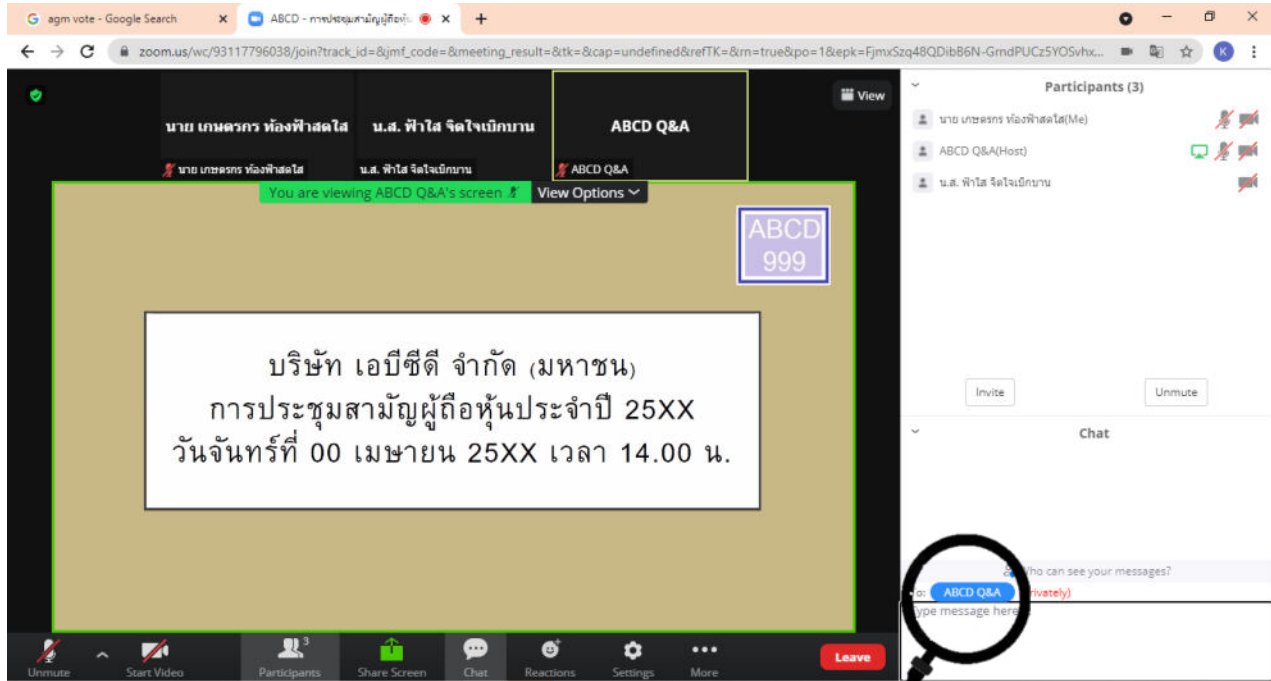 agm vote - Google Search
ABCD - การประชุมสามัญผู้ถือหุ้น
zoom.us/wc/93117796038/join?track_id=&jmf_code=&meeting_result=&tk=&cap=undefined&refTK=&rn=true&po=1&epk=FjmxSzq48QDibB6N-GrndPUCz5YOSvhx...
K
View
นาย เกษตรกร ท้องฟ้าสดใส
น.ส. ฟ้าใส จิตใจเบิกบาน
ABCD Q&A
นาย เกษตรกร ท้องฟ้าสดใส
น.ส. ฟ้าใส จิตใจเบิกบาน
ABCD Q&A
You are viewing ABCD Q&A's screen
View Options
ABCD
999
บริษัท เอบีซีดี จำกัด (มหาชน)
การประชุมสามัญผู้ถือหุ้นประจำปี 25XX
วันจันทร์ที่ 00 เมษายน 25XX เวลา 14.00 น.
Participants (3)
นาย เกษตรกร ท้องฟ้าสดใส(Me)
ABCD Q&A(Host)
น.ส. ฟ้าใส จิตใจเบิกบาน
Invite
Unmute
Chat
Who can see your messages?
ABCD Q&A
Type message here
Unmute
Start Video
3
Participants
Share Screen
Chat
Reactions
Settings
More
Leave